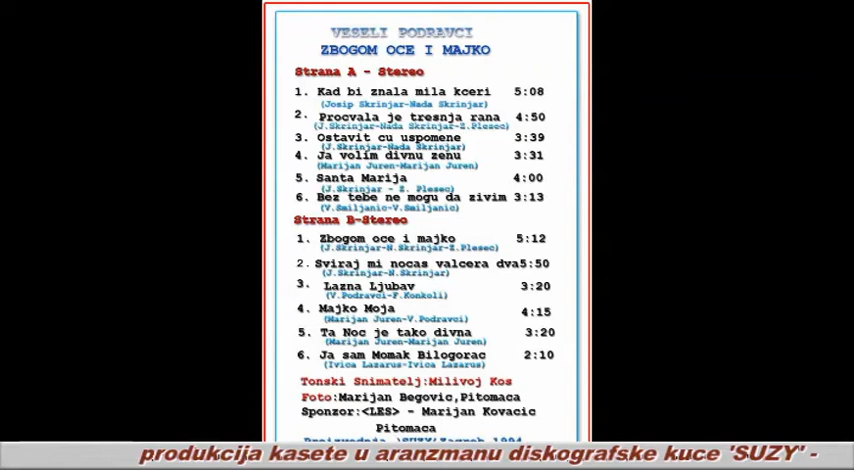 VESELI PODRAVCI
ZBOGOM OCE I MAJKO
Strana A - Stereo
1. Kad bi znala mila kceri 5:08
(Josip Skrinjar-Nada Skrinjar)
2. Procvala je tresnja rana 4:50
(J.Skrinjar-Nada Skrinjar-Z.Plesec)
3. Ostavit cu uspomene 3:39
(J.Skrinjar-Nada Skrinjar)
4. Ja volim divnu zenu 3:31
(Marijan Juren-Marijan Juren)
5. Santa Marija 4:00
(J.Skrinjar - Z. Plesec)
6. Bez tebe ne mogu da zivim 3:13
(V.Smiljanic-V.Smiljanic)
Strana B-Stereo
1. Zbogom oce i majko 5:12
(J.Skrinjar-N.Skrinjar-Z.Plesec)
2. Sviraj mi nocas valcera dva 5:50
(J.Skrinjar-N.Skrinjar)
3. Lazna Ljubav 3:20
(V.Podravci-F.Konkoli)
4. Majko Moja 4:15
(Marijan Juren-V.Podravci)
5. Ta Noc je tako divna 3:20
(Marijan Juren-Marijan Juren)
6. Ja sam Momak Bilogorac 2:10
(Ivica Lazarus-Ivica Lazarus)
Tonski Snimatelj:Milivoj Kos
Foto:Marijan Begovic,Pitomaca
Sponzor:<LES> - Marijan Kovacic
Pitomaca
Proizvodnja "SUZY"Zagreb 1994
produkcija kasete u aranzmanu diskografske kuce 'SUZY' -